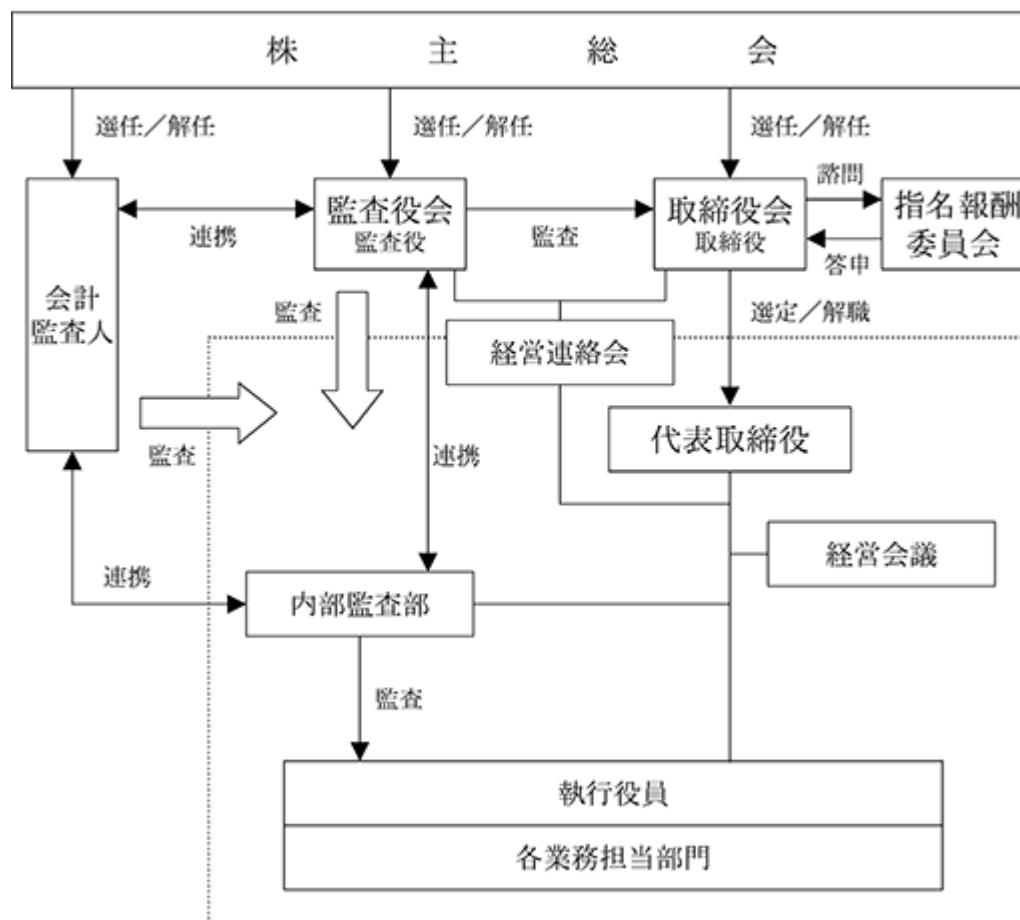 株主総会
選任／解任
選任／解任
選任／解任
諮問
監査役会
監査役
取締役会
取締役
指名報酬
委員会
連携
監査
答申
会計
監査人
監査
選定／解職
経営連絡会
代表取締役
監査
連携
経営会議
連携
内部監査部
監査
執行役員
各業務担当部門